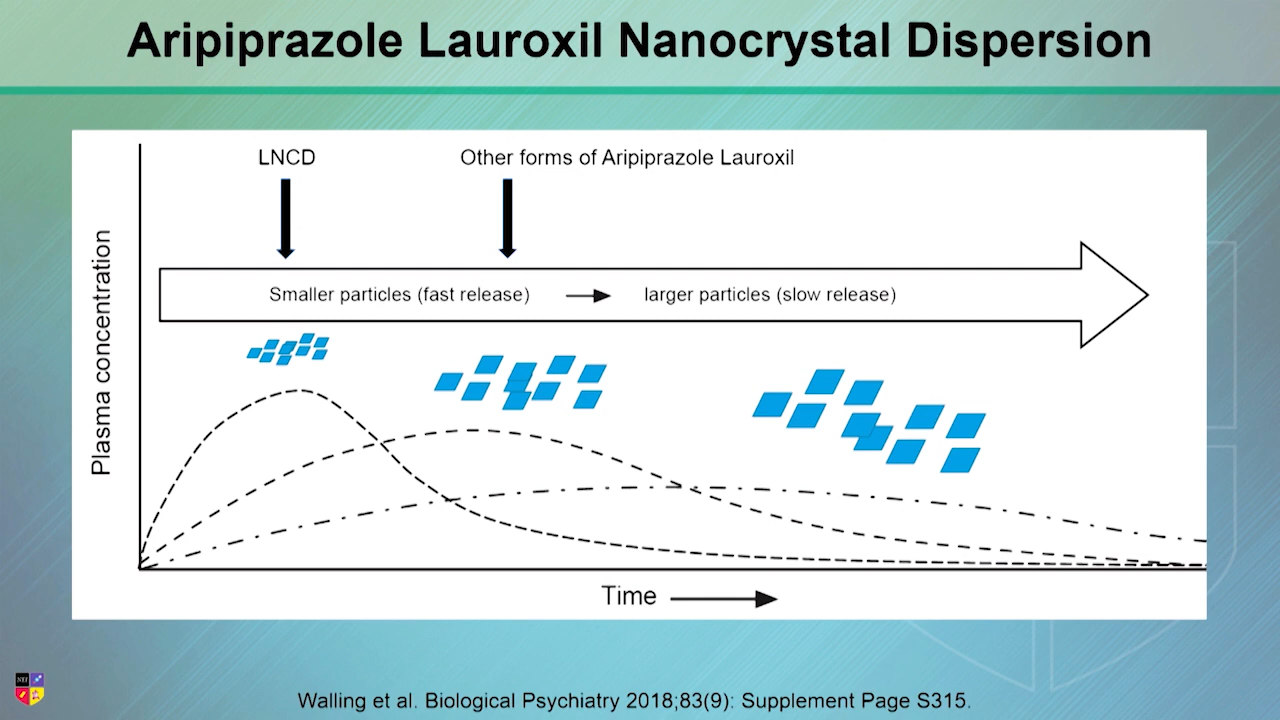 Aripiprazole Lauroxil Nanocrystal Dispersion
LNCD
Other forms of Aripiprazole Lauroxil
Plasma concentration
Smaller particles (fast release)
larger particles (slow release)
Time
NEI
Walling et al. Biological Psychiatry 2018;83(9): Supplement Page S315.